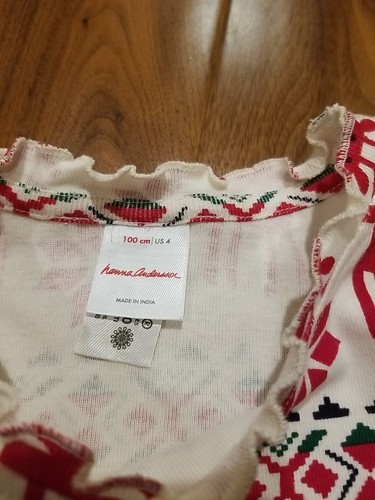 100 cm | US 4
hanna andersson
MADE IN INDIA